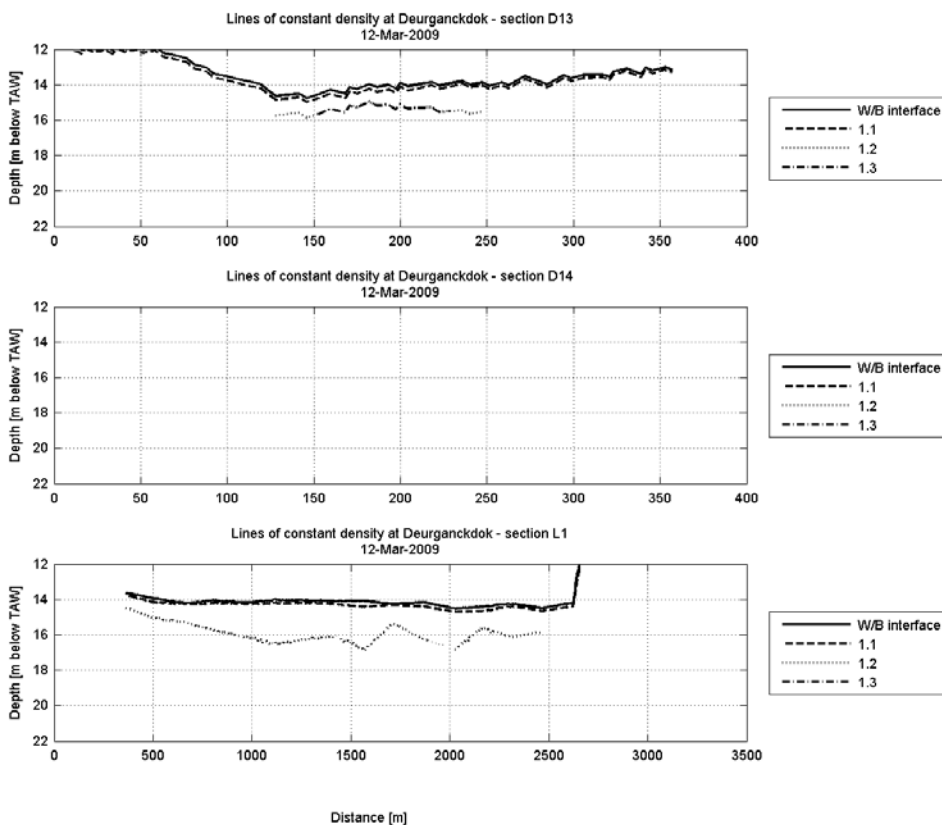 Lines of constant density at Deurganckdok - section D13
12-Mar-2009
Depth [m below TAW]
12
14
16
18
20
22
0 50 100 150 200 250 300 350 400
W/B interface
1.1
1.2
1.3
Lines of constant density at Deurganckdok - section D14
12-Mar-2009
Depth [m below TAW]
12
14
16
18
20
22
0 50 100 150 200 250 300 350 400
W/B interface
1.1
1.2
1.3
Lines of constant density at Deurganckdok - section L1
12-Mar-2009
Depth [m below TAW]
12
14
16
18
20
22
0 500 1000 1500 2000 2500 3000 3500
W/B interface
1.1
1.2
1.3
Distance [m]